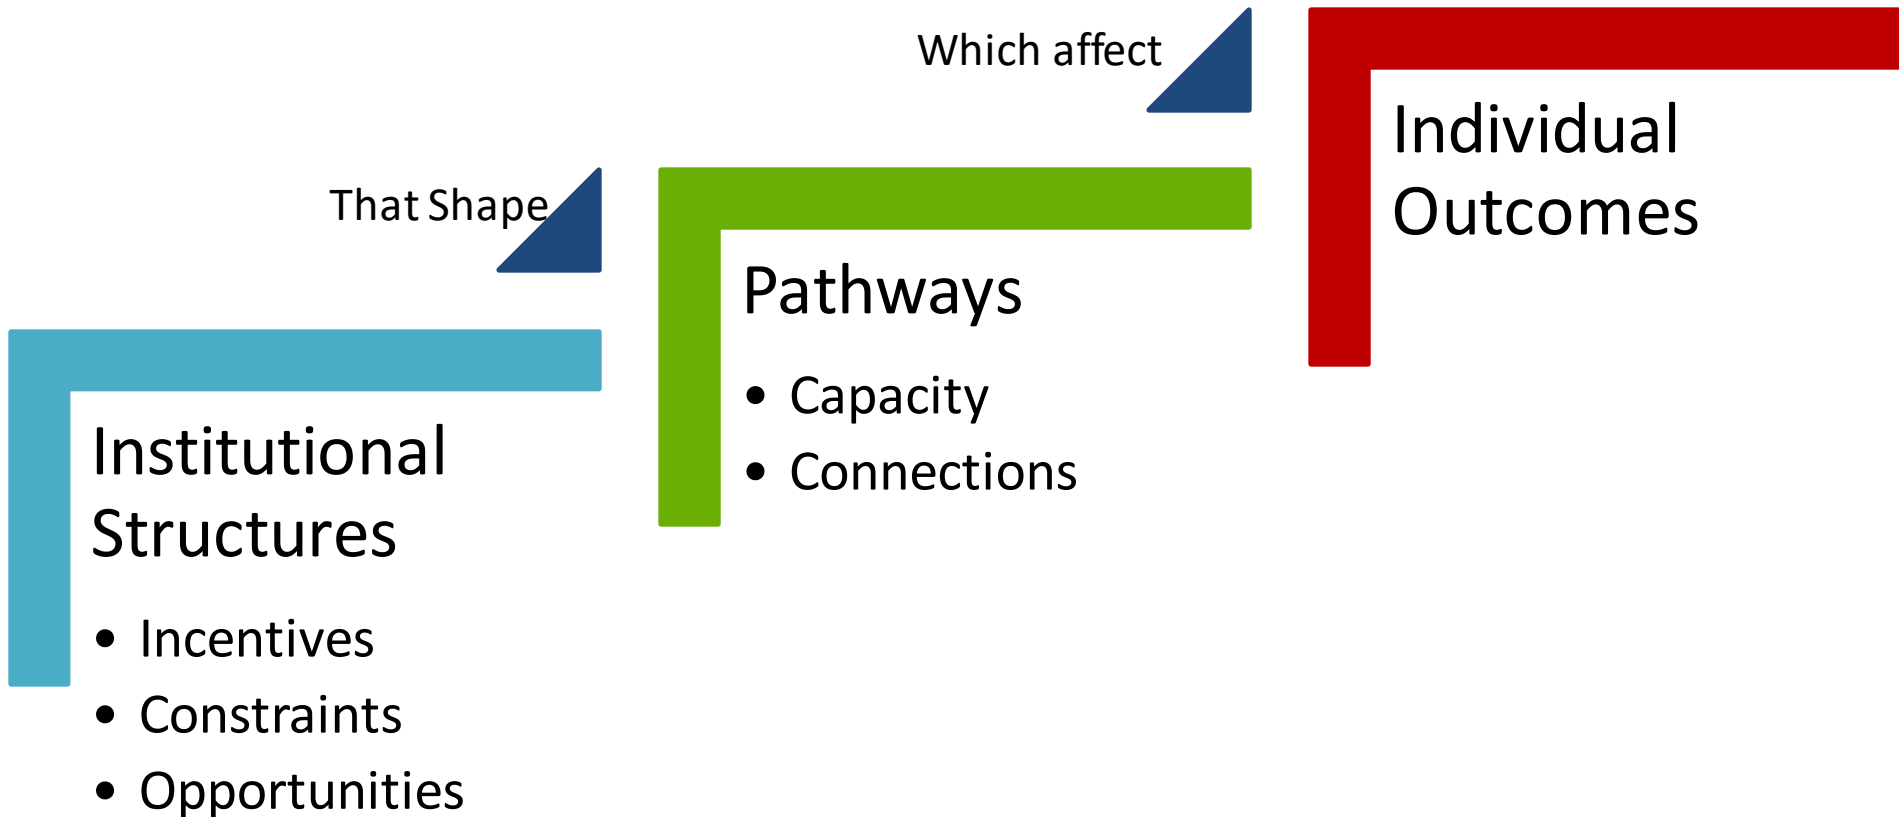 Institutional
Structures
• Incentives
• Constraints
• Opportunities
That Shape
Pathways
• Capacity
• Connections
Which affect
Individual
Outcomes